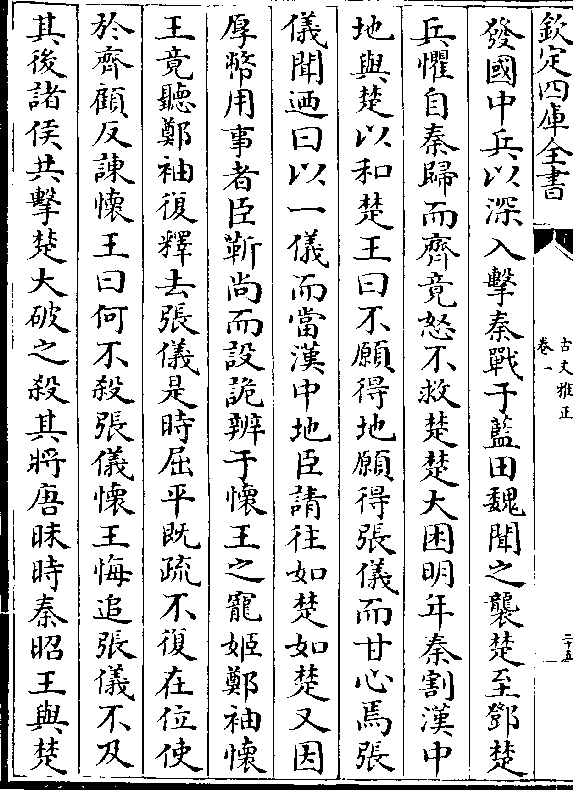 欽定四庫全書
古文雅正
卷一
二十五
發國中兵以深入擊秦戰于藍田魏聞之襲楚至鄧楚
兵懼自秦歸而齊竟怒不救楚楚大困明年秦割漢中
地與楚以和楚王曰不願得地願得張儀而甘心焉張
儀聞迺曰以一儀而當漢中地臣請往如楚如楚又因
厚幣用事者臣靳尚而設詭辨于懷王之寵姬鄭袖懷
王竟聽鄭袖復釋去張儀是時屈平既疏不復在位使
於齊顧反諫懷王曰何不殺張儀懷王悔追張儀不及
其後諸侯共擊楚大破之殺其將唐昧時秦昭王與楚